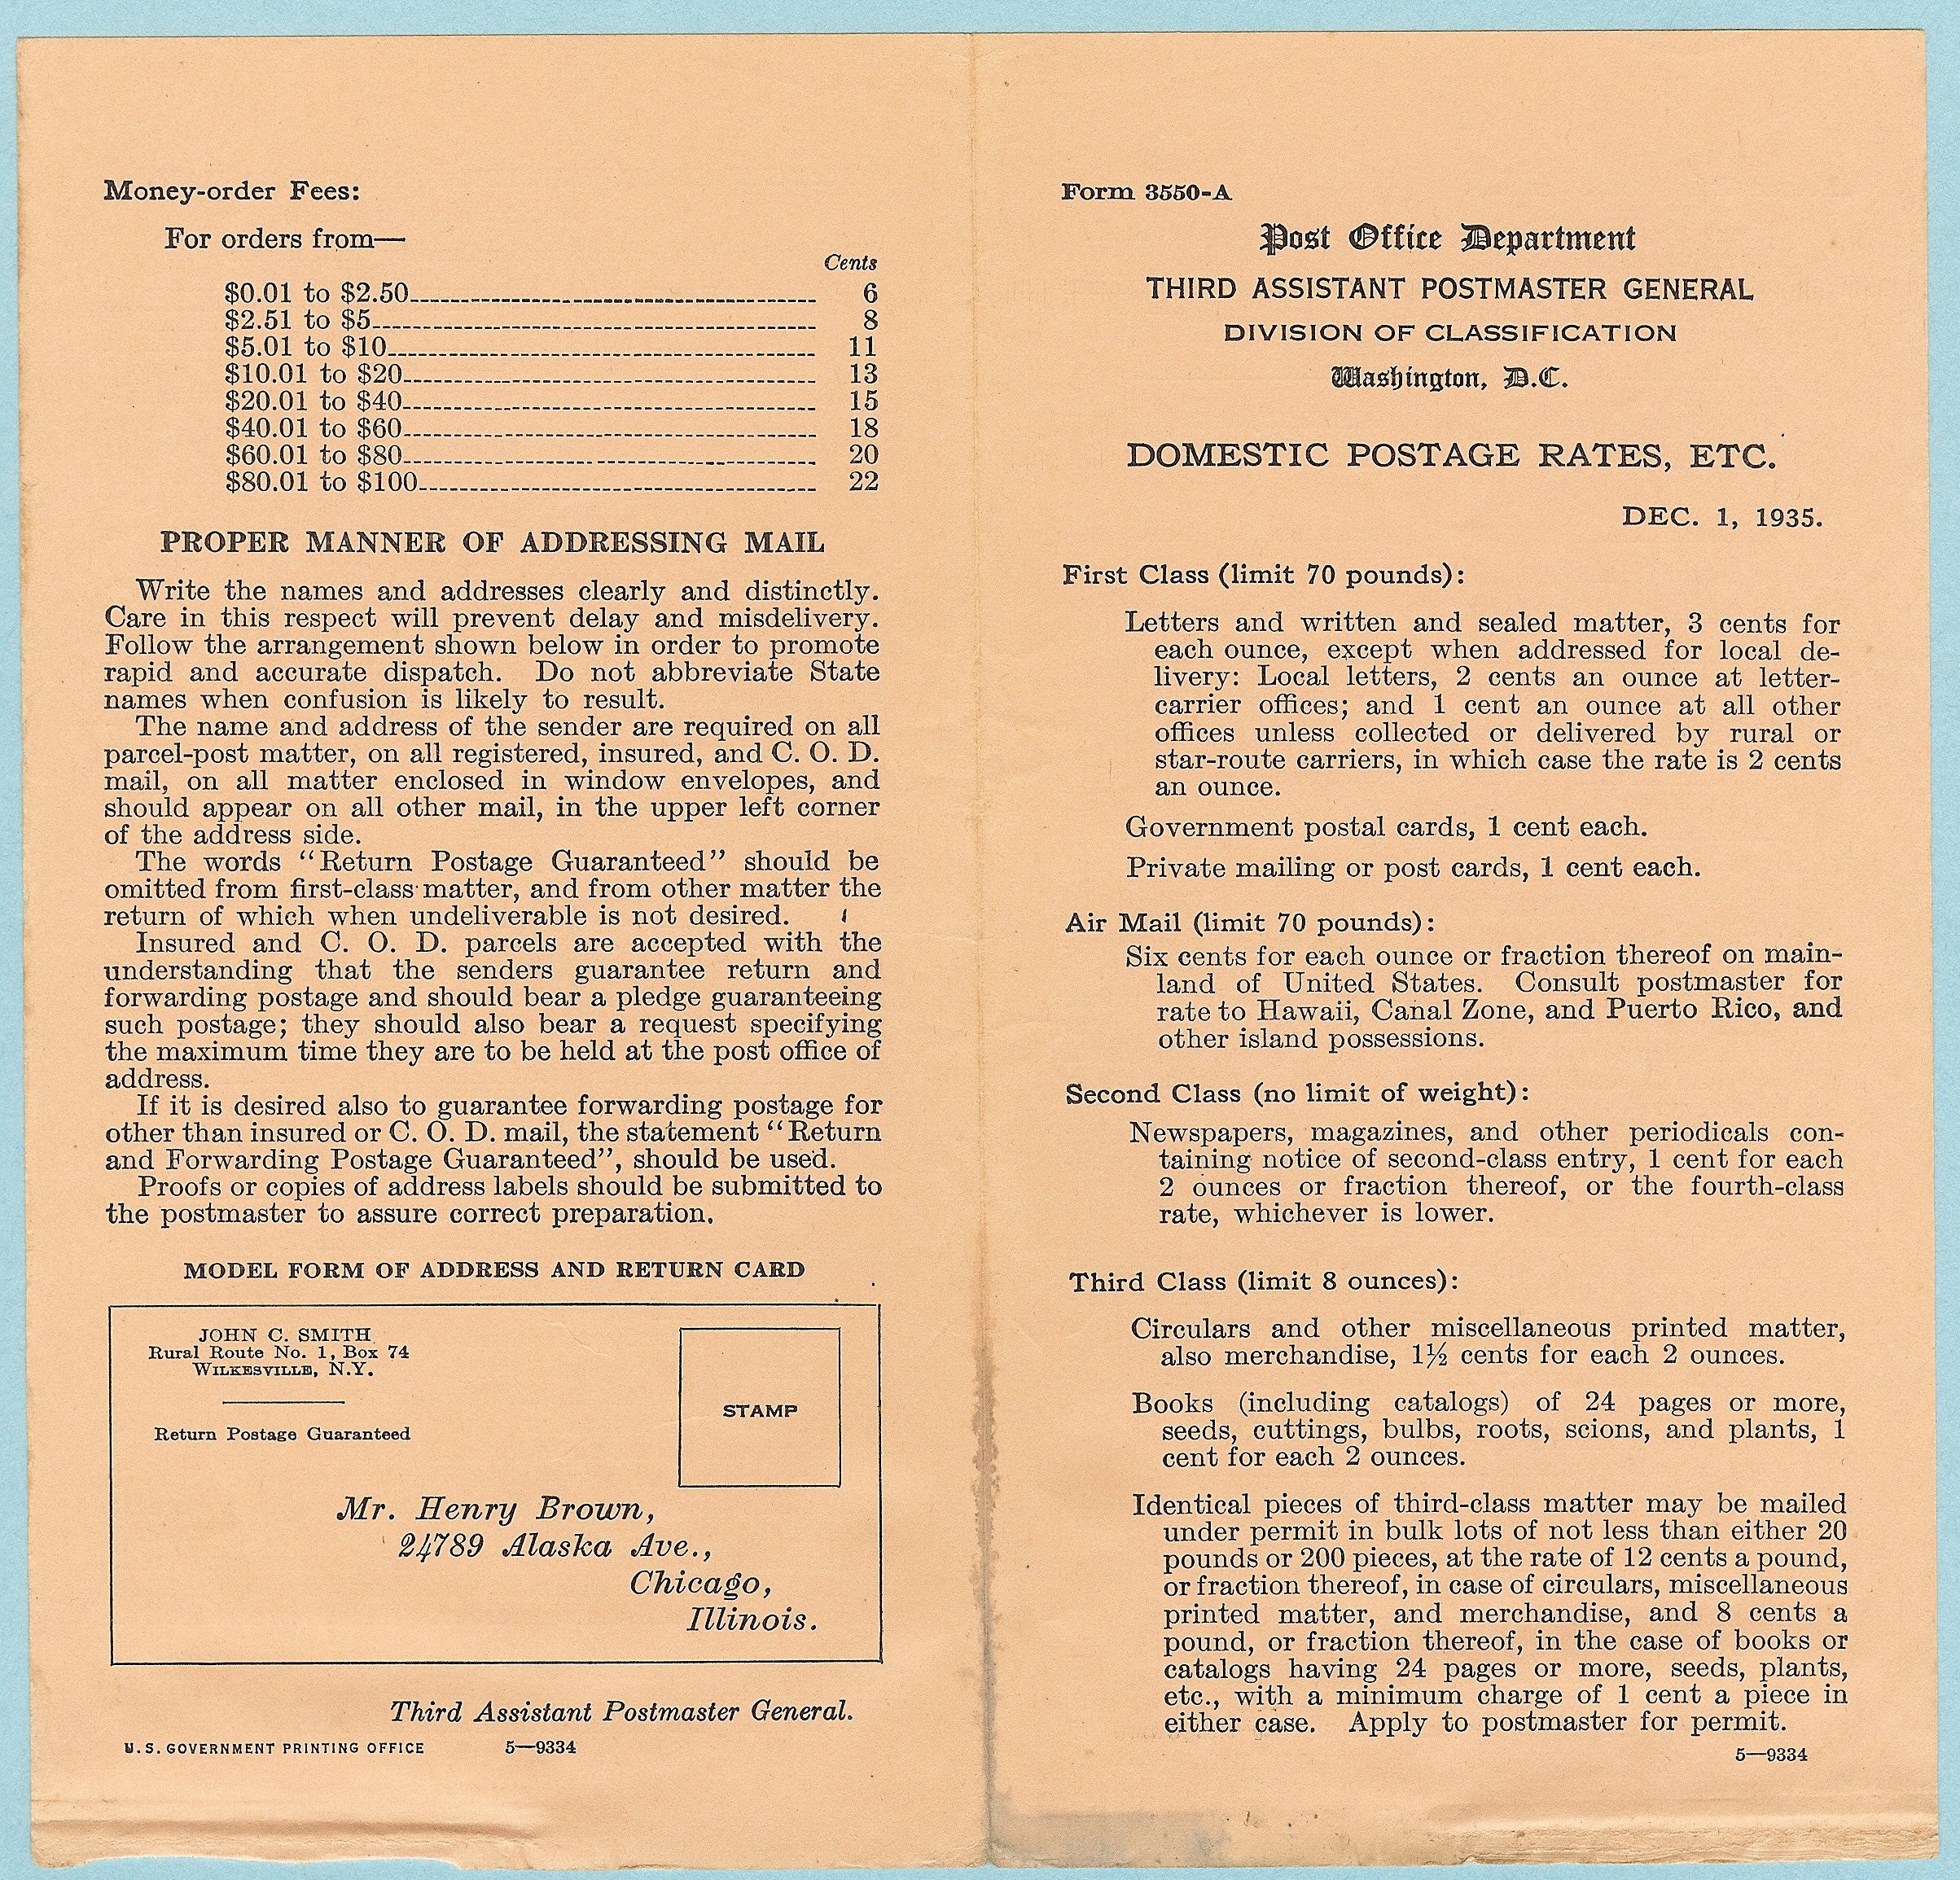 Money-order Fees:
For orders from—
Cents
$0.01 to $2.50 6
$2.51 to $5 8
$5.01 to $10 11
$10.01 to $20 13
$20.01 to $40 15
$40.01 to $60 18
$60.01 to $80 20
$80.01 to $100 22
PROPER MANNER OF ADDRESSING MAIL
Write the names and addresses clearly and distinctly.
Care in this respect will prevent delay and misdelivery.
Follow the arrangement shown below in order to promote
rapid and accurate dispatch. Do not abbreviate State
names when confusion is likely to result.
The name and address of the sender are required on all
parcel-post matter, on all registered, insured, and C. O. D.
mail, on all matter enclosed in window envelopes, and
should appear on all other mail, in the upper left corner
of the address side.
The words “Return Postage Guaranteed” should be
omitted from first-class matter, and from other matter the
return of which when undeliverable is not desired.
Insured and C. O. D. parcels are accepted with the
understanding that the senders guarantee return and
forwarding postage and should bear a pledge guaranteeing
such postage; they should also bear a request specifying
the maximum time they are to be held at the post office of
address.
If it is desired also to guarantee forwarding postage for
other than insured or C. O. D. mail, the statement “Return
and Forwarding Postage Guaranteed”, should be used.
Proofs or copies of address labels should be submitted to
the postmaster to assure correct preparation.
MODEL FORM OF ADDRESS AND RETURN CARD
JOHN C. SMITH
Rural Route No. 1, Box 74
WILKESVILLE, N.Y.
Return Postage Guaranteed
STAMP
Mr. Henry Brown,
24789 Alaska Ave.,
Chicago,
Illinois.
Third Assistant Postmaster General.
U.S. GOVERNMENT PRINTING OFFICE 5—9334
Form 3550-A
Post Office Department
THIRD ASSISTANT POSTMASTER GENERAL
DIVISION OF CLASSIFICATION
Washington, D.C.
DOMESTIC POSTAGE RATES, ETC.
DEC. 1, 1935.
First Class (limit 70 pounds):
Letters and written and sealed matter, 3 cents for
each ounce, except when addressed for local de-
livery: Local letters, 2 cents an ounce at letter-
carrier offices; and 1 cent an ounce at all other
offices unless collected or delivered by rural or
star-route carriers, in which case the rate is 2 cents
an ounce.
Government postal cards, 1 cent each.
Private mailing or post cards, 1 cent each.
Air Mail (limit 70 pounds):
Six cents for each ounce or fraction thereof on main-
land of United States. Consult postmaster for
rate to Hawaii, Canal Zone, and Puerto Rico, and
other island possessions.
Second Class (no limit of weight):
Newspapers, magazines, and other periodicals con-
taining notice of second-class entry, 1 cent for each
2 ounces or fraction thereof, or the fourth-class
rate, whichever is lower.
Third Class (limit 8 ounces):
Circulars and other miscellaneous printed matter,
also merchandise, 1½ cents for each 2 ounces.
Books (including catalogs) of 24 pages or more,
seeds, cuttings, bulbs, roots, scions, and plants, 1
cent for each 2 ounces.
Identical pieces of third-class matter may be mailed
under permit in bulk lots of not less than either 20
pounds or 200 pieces, at the rate of 12 cents a pound,
or fraction thereof, in case of circulars, miscellaneous
printed matter, and merchandise, and 8 cents a
pound, or fraction thereof, in the case of books or
catalogs having 24 pages or more, seeds, plants,
etc., with a minimum charge of 1 cent a piece in
either case. Apply to postmaster for permit.
5—9334